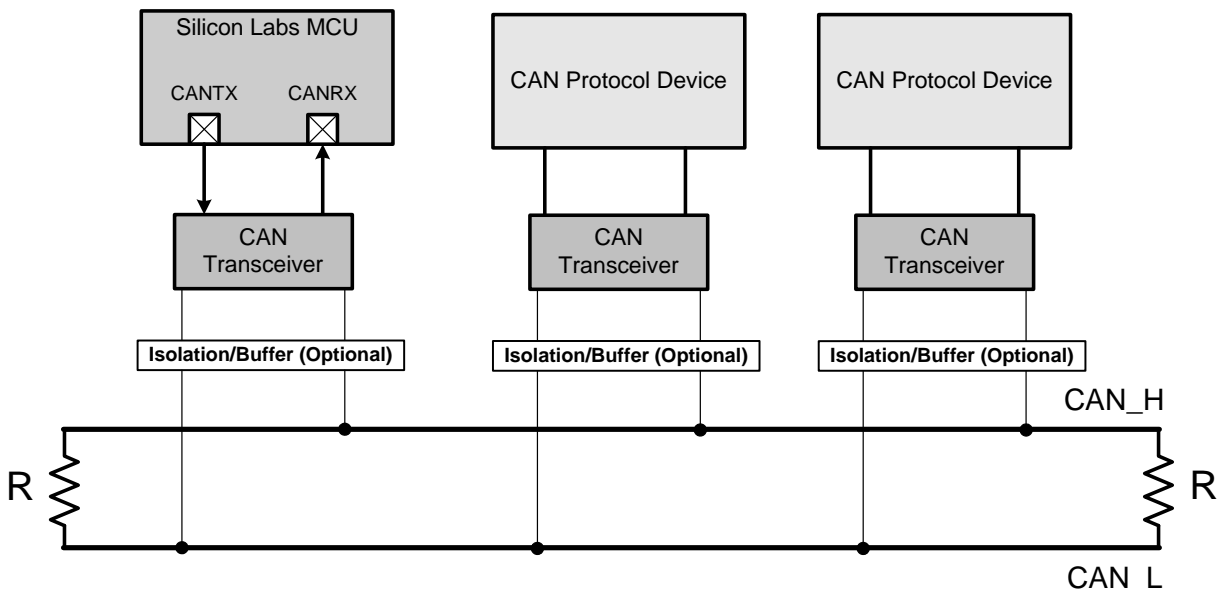 Silicon Labs MCU
CANTX
CANRX
CAN Protocol Device
CAN Protocol Device
CAN
Transceiver
CAN
Transceiver
CAN
Transceiver
Isolation/Buffer (Optional)
Isolation/Buffer (Optional)
Isolation/Buffer (Optional)
CAN_H
R
R
CAN_L